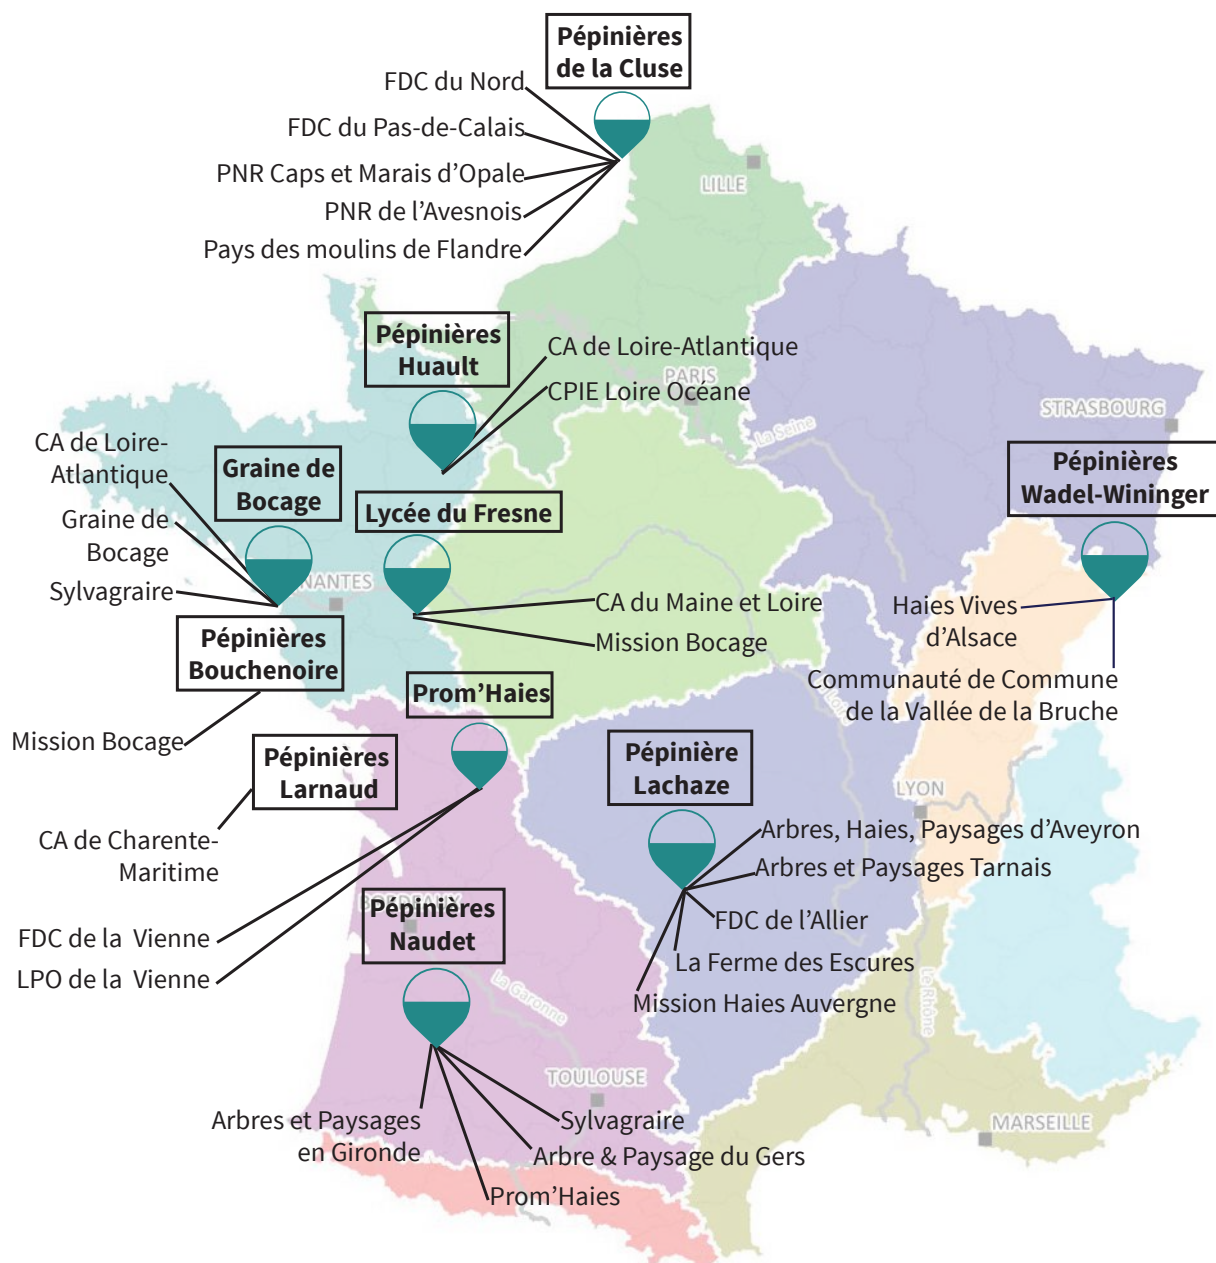 Pépinières
de la Cluse
FDC du Nord
FDC du Pas-de-Calais
PNR Caps et Marais d’Opale
PNR de l’Avesnois
Pays des moulins de Flandre
LILLE
Pépinières
Huault
CA de Loire-Atlantique
PARIS
CPIE Loire Océane
La Seine
STRASBOURG
CA de Loire-
Atlantique
Graine de
Bocage
Graine de
Bocage
Sylvagraire
NANTES
Lycée du Fresne
CA du Maine et Loire
Mission Bocage
Pépinières
Wadel-Wininger
Haies Vives
d’Alsace
Communauté de Commune
de la Vallée de la Bruche
Pépinières
Bouchenoire
Mission Bocage
Prom’Haies
Pépinières
Larnaud
CA de Charente-
Maritime
FDC de la Vienne
LPO de la Vienne
Pépinière
Lachaze
LYON
Arbres, Haies, Paysages d’Aveyron
Arbres et Paysages Tarnais
FDC de l’Allier
La Ferme des Escures
Mission Haies Auvergne
Le Rhône
BORDEAUX
Pépinières
Naudet
La Garonne
TOULOUSE
Arbres et Paysages
en Gironde
Sylvagraire
Arbre & Paysage du Gers
Prom’Haies
MARSEILLE